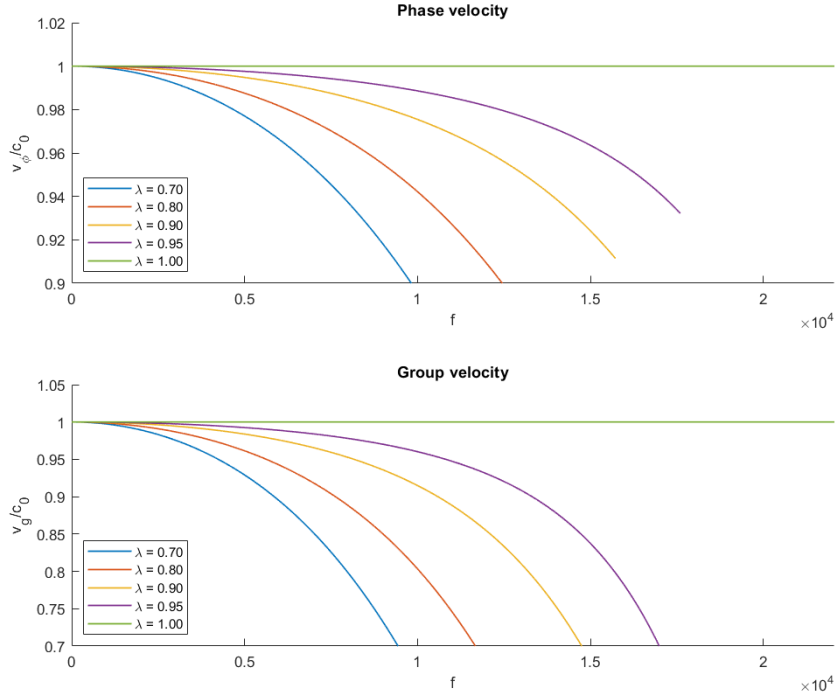 Phase velocity
1.02
1
0.98
0.96
0.94
0.92
0.9
v_ϕ/c_0
λ = 0.70
λ = 0.80
λ = 0.90
λ = 0.95
λ = 1.00
0 0.5 1 1.5 2
f
×10^4
Group velocity
1.05
1
0.95
0.9
0.85
0.8
0.75
0.7
v_g/c_0
λ = 0.70
λ = 0.80
λ = 0.90
λ = 0.95
λ = 1.00
0 0.5 1 1.5 2
f
×10^4